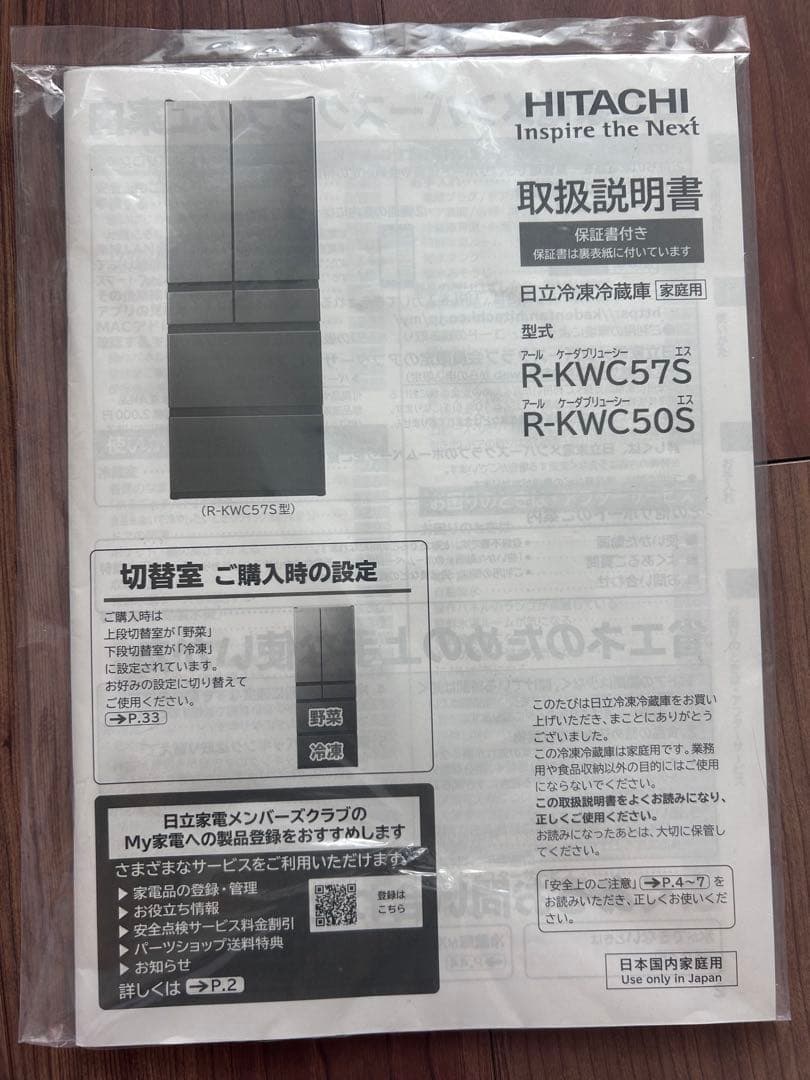 HITACHI
Inspire the Next
取扱説明書
保証書付き
保証書は裏表紙に付いています
日立冷凍冷蔵庫 家庭用
型式
アール ケーダブリューシー エス
R-KWC57S
アール ケーダブリューシー エス
R-KWC50S
(R-KWC57S型)
切替室 ご購入時の設定
ご購入時は
上段切替室が「野菜」
下段切替室が「冷凍」
に設定されています。
お好みの設定に切り替えて
ご使用ください。
→P.33
野菜
冷凍
日立家電メンバーズクラブの
My家電への製品登録をおすすめします
さまざまなサービスをご利用いただけます
▶家電品の登録・管理
▶お役立ち情報
▶安全点検サービス料金割引
▶パーツショップ送料特典
▶お知らせ
詳しくは →P.2
登録は
こちら
このたびは日立冷凍冷蔵庫をお買い
上げいただき、まことにありがとう
ございました。
この冷凍冷蔵庫は家庭用です。業務
用や食品収納以外の目的にはご使用
にならないでください。
この取扱説明書をよくお読みになり、
正しくご使用ください。
お読みになったあとは、大切に保管し
てください。
「安全上のご注意」→P.4~7を
お読みいただき、正しくお使いくだ
さい。
日本国内家庭用
Use only in Japan